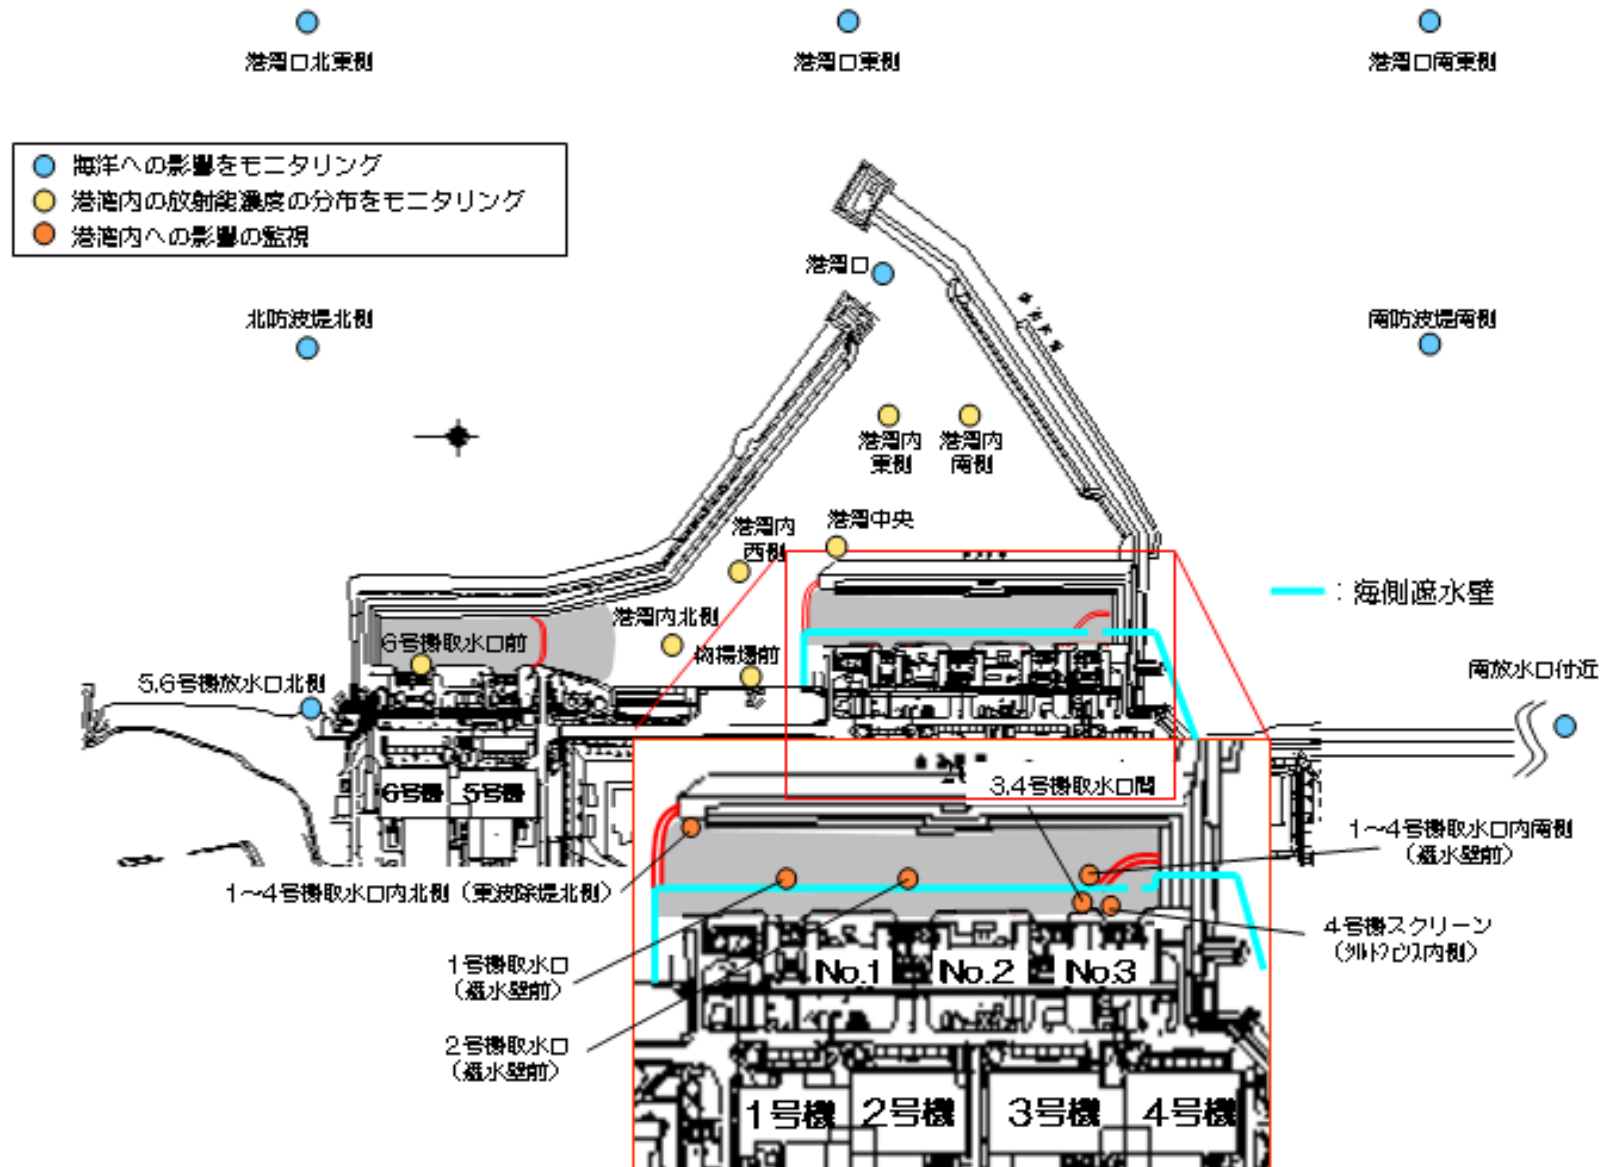 港湾口北東側
港湾口東側
港湾口南東側
海洋への影響をモニタリング
港湾内の放射能濃度の分布をモニタリング
港湾内への影響の監視
港湾口
北防波堤北側
南防波堤南側
港湾内
東側
港湾内
南側
港湾内
西側
港湾中央
:海側遮水壁
港湾内北側
6号機取水口前
物揚場前
5,6号機放水口北側
南放水口付近
6号機
5号機
3,4号機取水口間
1～4号機取水口内南側
(遮水壁前)
1～4号機取水口内北側(東波除堤北側)
4号機スクリーン
(シルトフェンス内側)
1号機取水口
(遮水壁前)
No.1
No.2
No.3
2号機取水口
(遮水壁前)
1号機
2号機
3号機
4号機